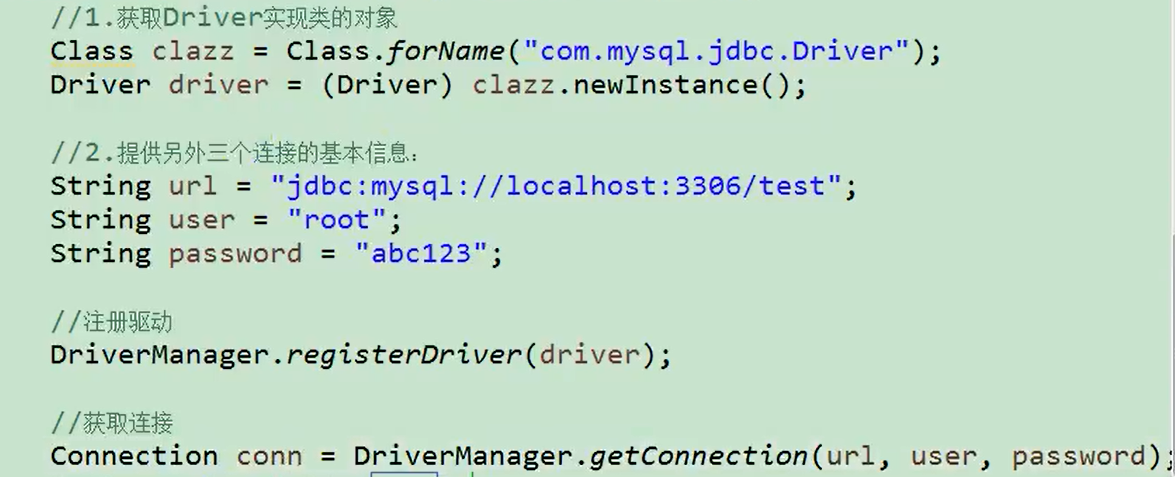 //1.获取Driver实现类的对象
Class clazz = Class.forName("com.mysql.jdbc.Driver");
Driver driver = (Driver) clazz.newInstance();
//2.提供另外三个连接的基本信息：
String url = "jdbc:mysql://localhost:3306/test";
String user = "root";
String password = "abc123";
//注册驱动
DriverManager.registerDriver(driver);
//获取连接
Connection conn = DriverManager.getConnection(url, user, password);